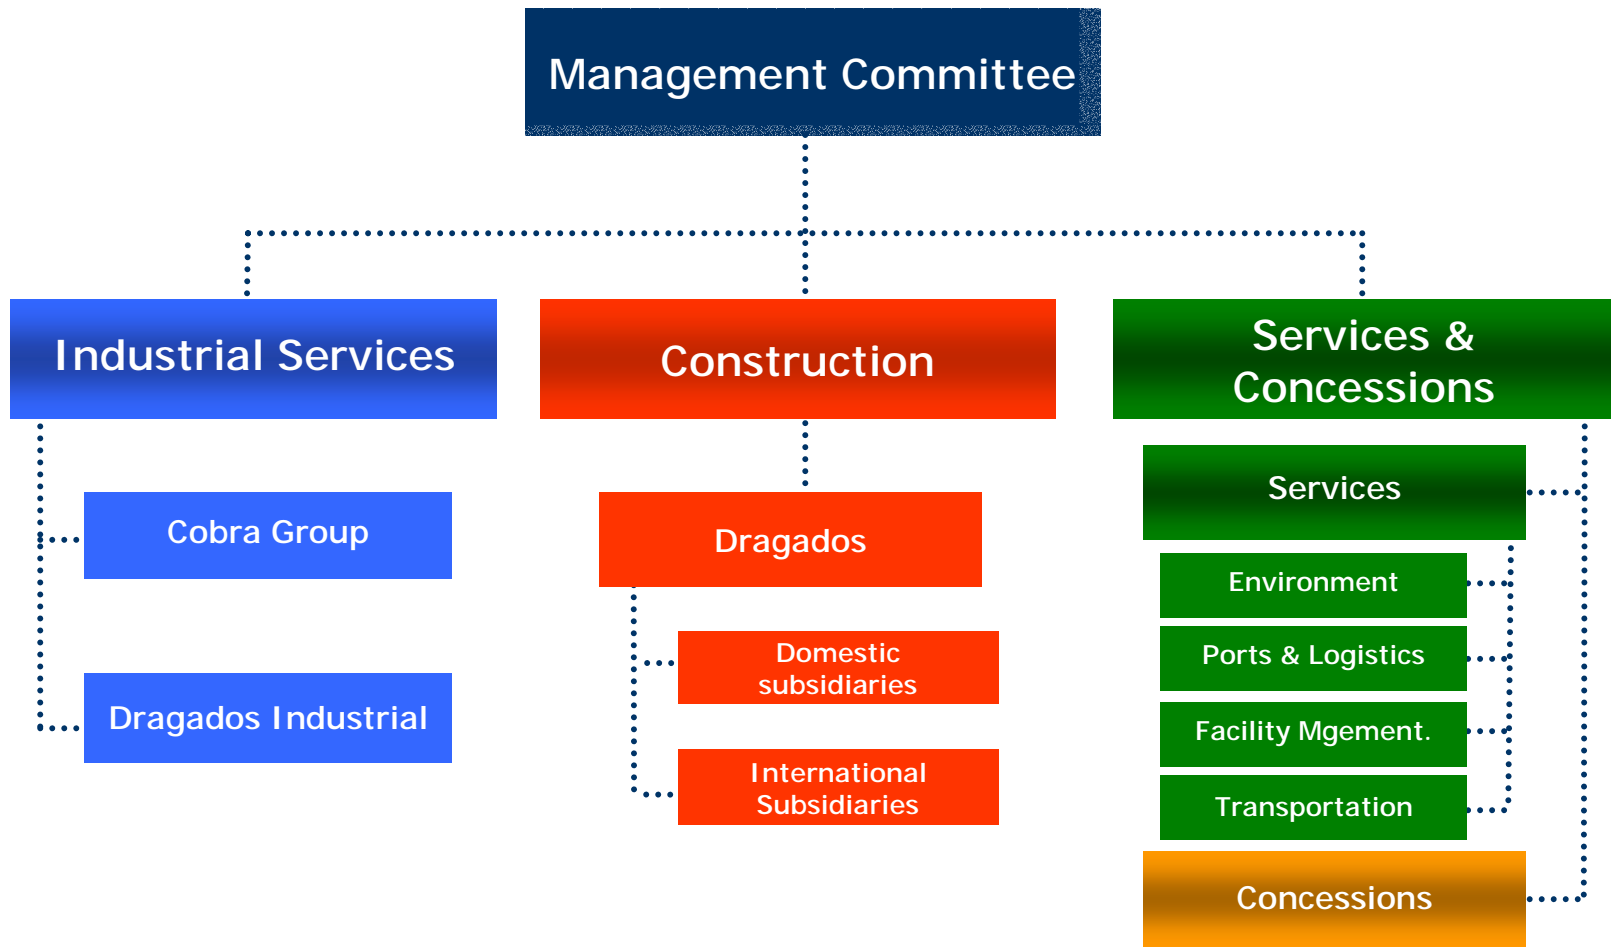 Management Committee
Industrial Services
Cobra Group
Dragados Industrial
Construction
Dragados
Domestic
subsidiaries
International
Subsidiaries
Services &
Concessions
Services
Environment
Ports & Logistics
Facility Mgement.
Transportation
Concessions